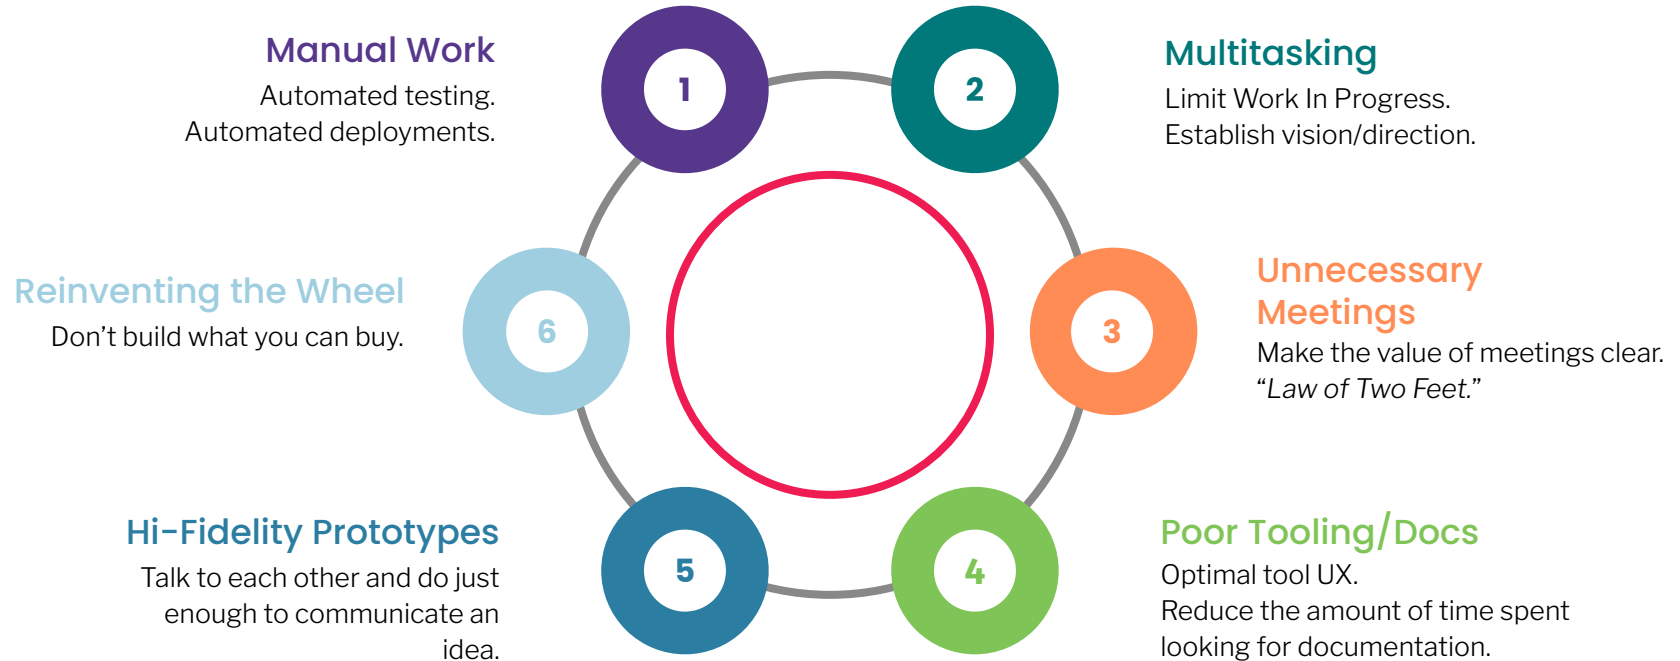 1
Manual Work
Automated testing.
Automated deployments.
2
Multitasking
Limit Work In Progress.
Establish vision/direction.
3
Unnecessary
Meetings
Make the value of meetings clear.
“Law of Two Feet.”
4
Poor Tooling/Docs
Optimal tool UX.
Reduce the amount of time spent
looking for documentation.
5
Hi-Fidelity Prototypes
Talk to each other and do just
enough to communicate an
idea.
6
Reinventing the Wheel
Don’t build what you can buy.